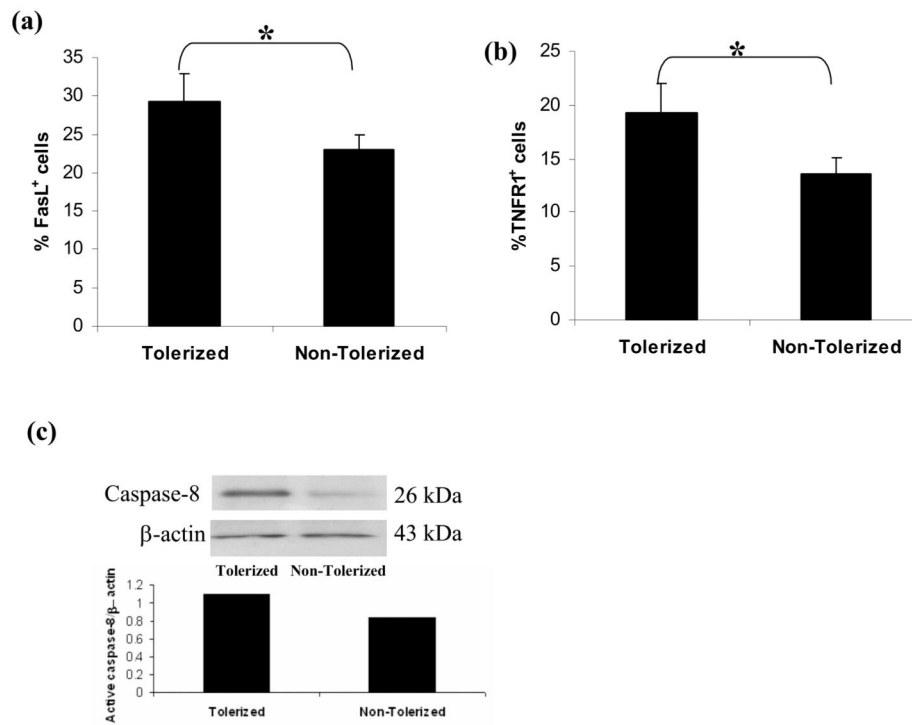 (a)
*
% FasL⁺ cells
35
30
25
20
15
10
5
0
Tolerized Non-Tolerized
(b)
*
%TNFR1⁺ cells
25
20
15
10
5
0
Tolerized Non-Tolerized
(c)
Caspase-8 26 kDa
β-actin 43 kDa
Tolerized Non-Tolerized
Active caspase-8/β-actin
1.2
1
0.8
0.6
0.4
0.2
0
Tolerized Non-Tolerized